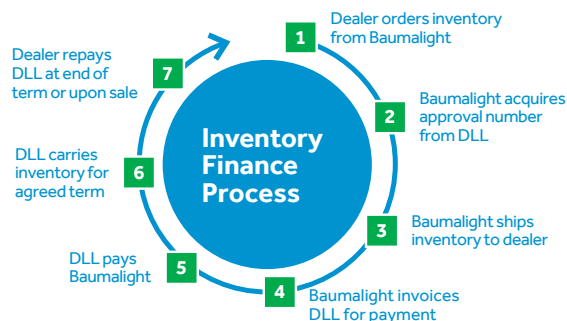 Inventory
Finance
Process
1
Dealer orders inventory
from Baumalight
2
Baumalight acquires
approval number
from DLL
3
Baumalight ships
inventory to dealer
4
Baumalight invoices
DLL for payment
5
DLL pays
Baumalight
6
DLL carries
inventory for
agreed term
7
Dealer repays
DLL at end of
term or upon sale